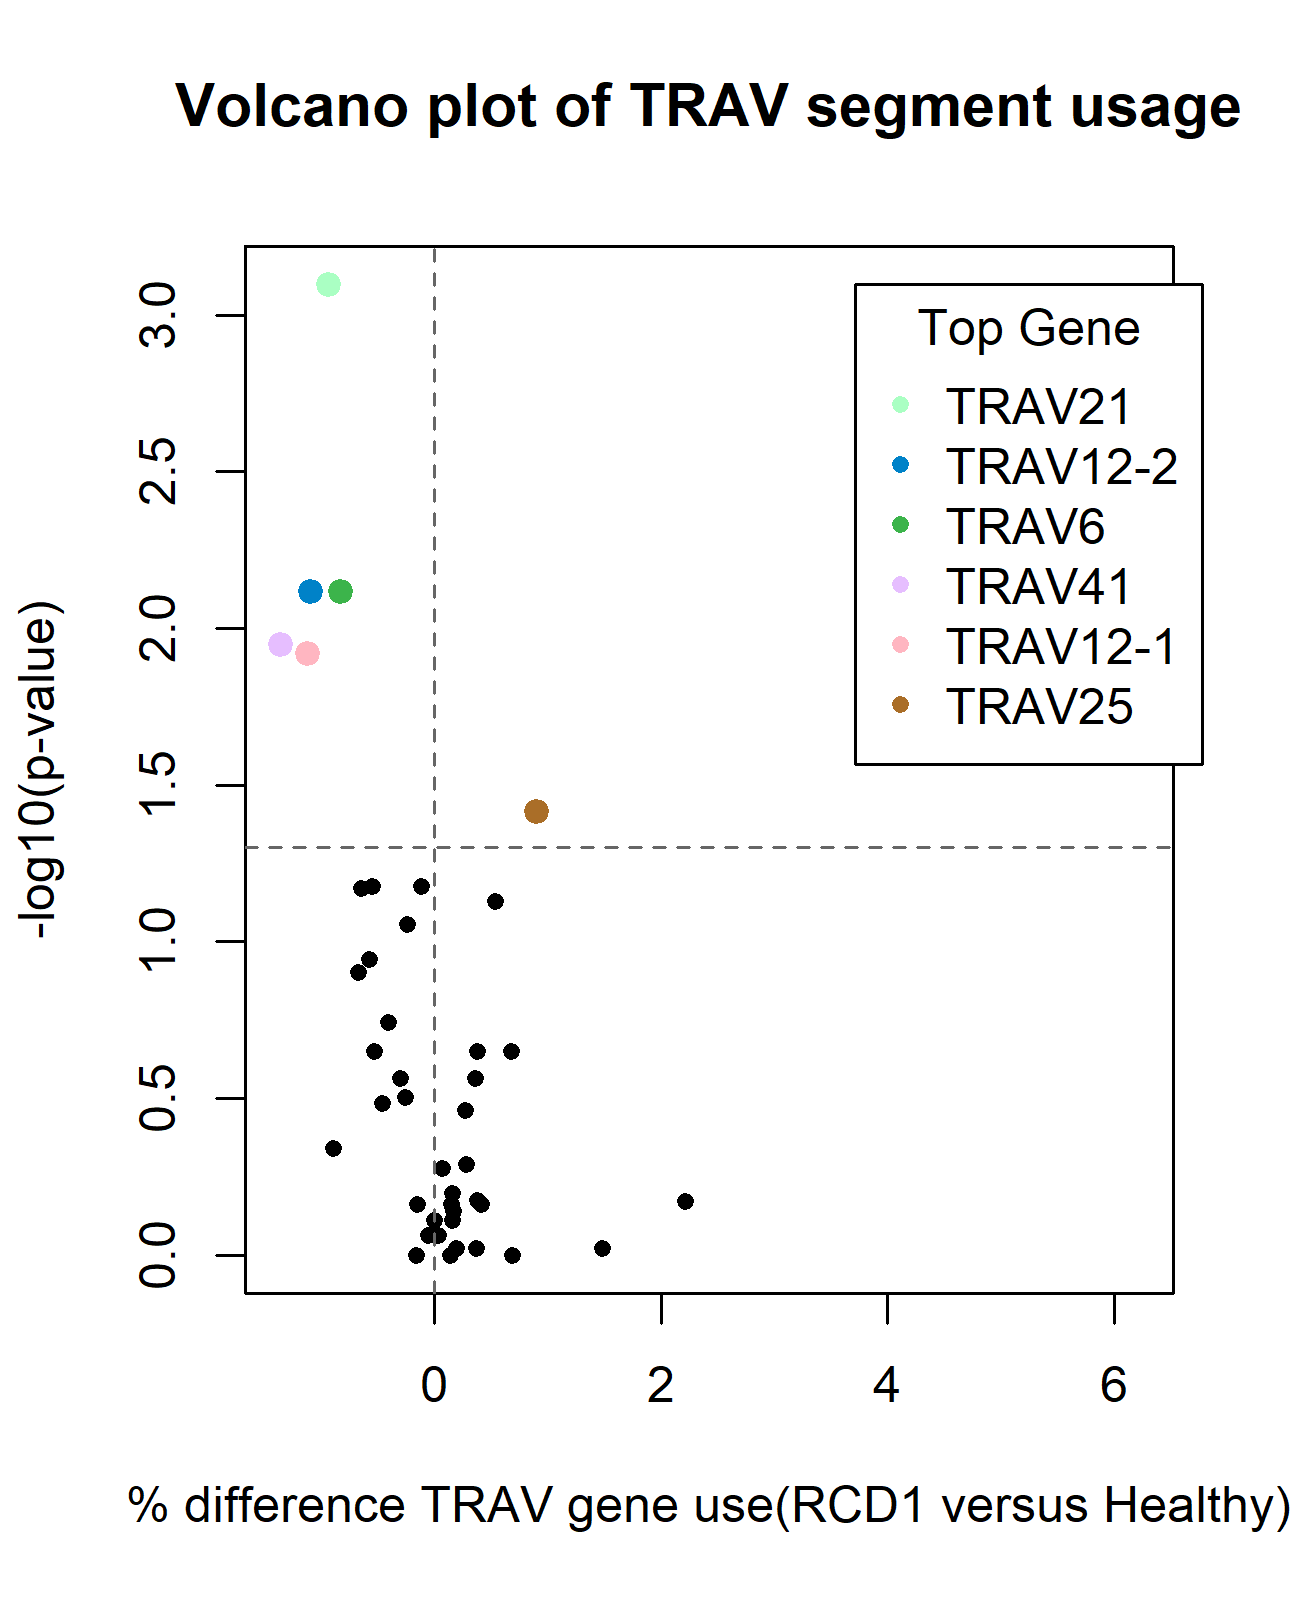 Volcano plot of TRAV segment usage
3.0
2.5
2.0
1.5
1.0
0.5
0.0
-log10(p-value)
Top Gene
TRAV21
TRAV12-2
TRAV6
TRAV41
TRAV12-1
TRAV25
0 2 4 6
% difference TRAV gene use(RCD1 versus Healthy)